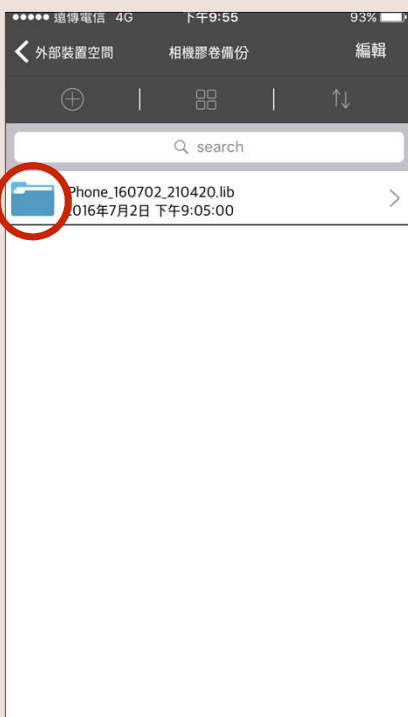 遠傳電信 4G 下午9:55 93%
外部裝置空間 相機膠卷備份 編輯
search
iPhone_160702_210420.lib
2016年7月2日 下午9:05:00